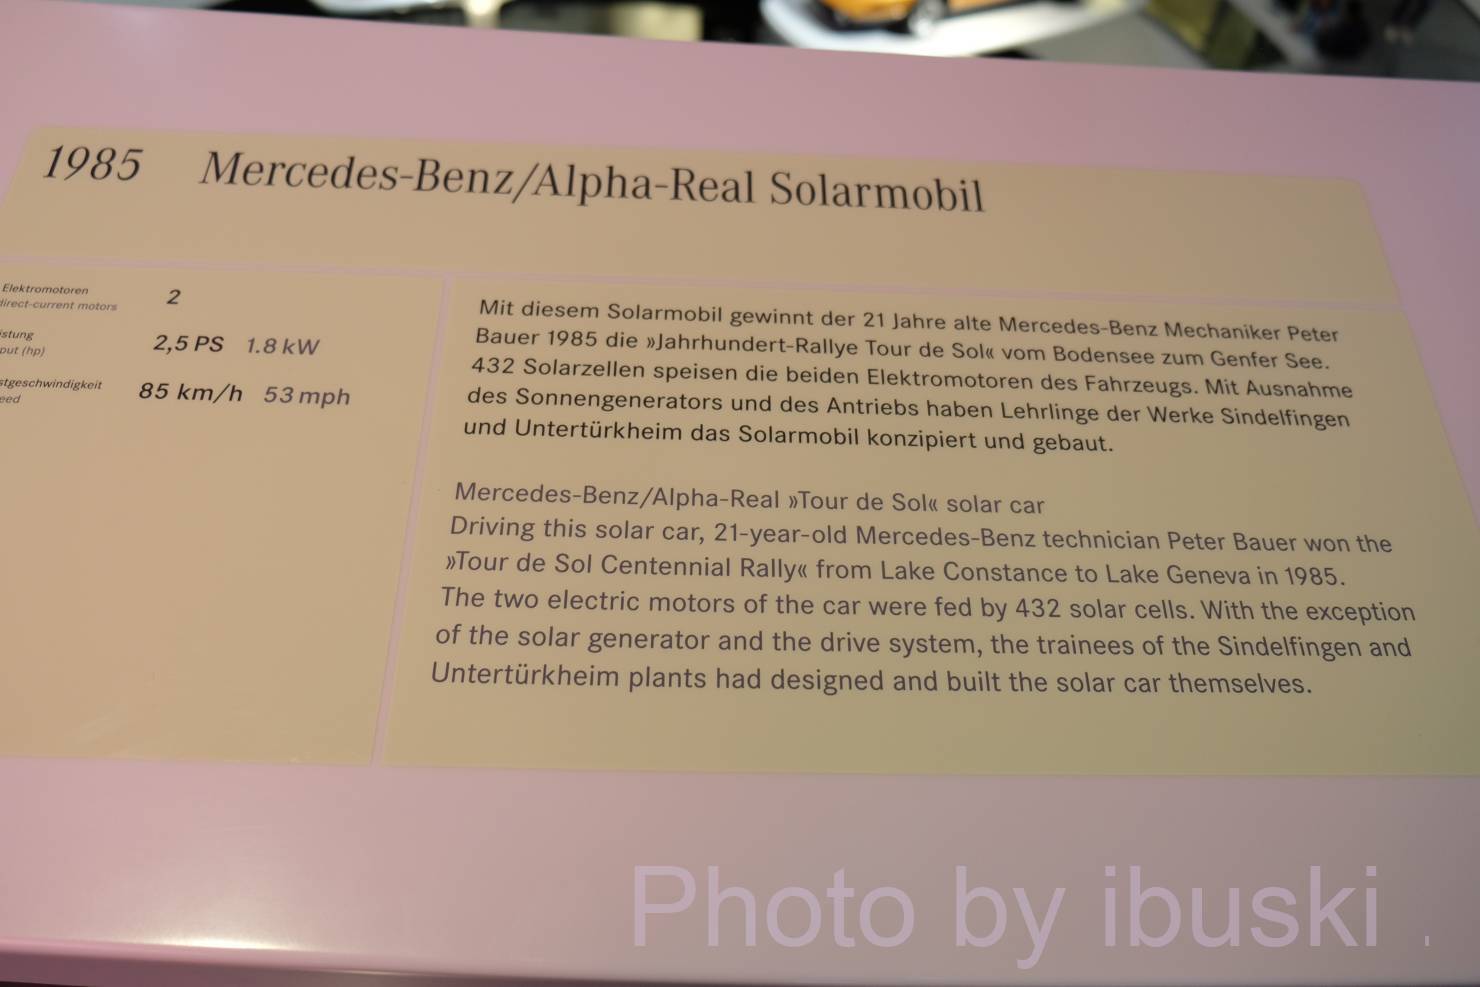 1985 Mercedes-Benz/Alpha-Real Solarmobil
Elektromotoren 2
direct-current motors
2,5 PS 1.8 kW
(hp)
85 km/h 53 mph
Mit diesem Solarmobil gewinnt der 21 Jahre alte Mercedes-Benz Mechaniker Peter
Bauer 1985 die »Jahrhundert-Rallye Tour de Sol« vom Bodensee zum Genfer See.
432 Solarzellen speisen die beiden Elektromotoren des Fahrzeugs. Mit Ausnahme
des Sonnengenerators und des Antriebs haben Lehrlinge der Werke Sindelfingen
und Untertürkheim das Solarmobil konzipiert und gebaut.
Mercedes-Benz/Alpha-Real »Tour de Sol« solar car
Driving this solar car, 21-year-old Mercedes-Benz technician Peter Bauer won the
»Tour de Sol Centennial Rally« from Lake Constance to Lake Geneva in 1985.
The two electric motors of the car were fed by 432 solar cells. With the exception
of the solar generator and the drive system, the trainees of the Sindelfingen and
Untertürkheim plants had designed and built the solar car themselves.
Photo by ibuski .